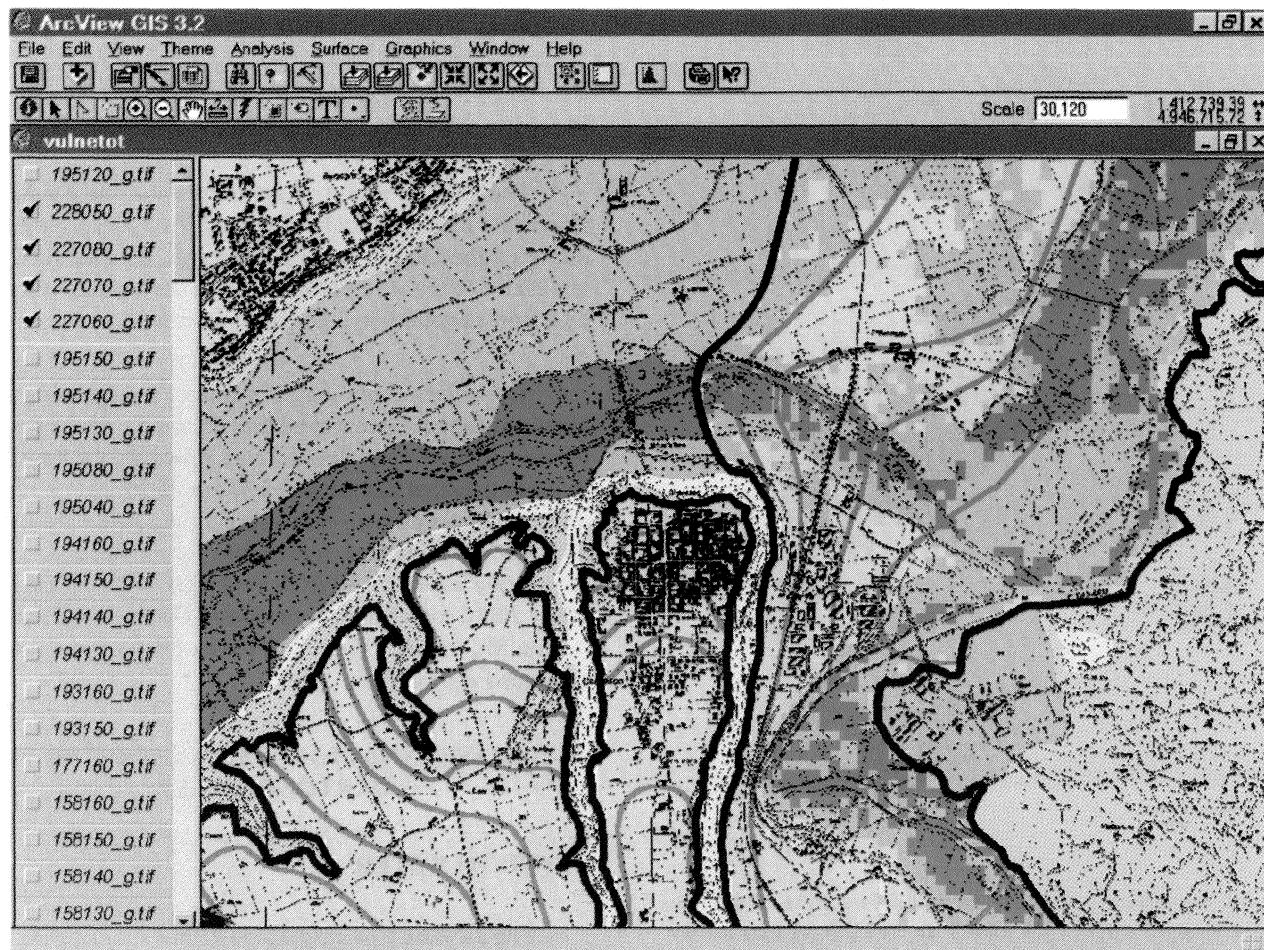 ArcView GIS 3.2
File Edit View Theme Analysis Surface Graphics Window Help
Scale 30,120
1,412,739.39
4,946,715.72
vulnetot
195120_g.tif
228050_g.tif
227080_g.tif
227070_g.tif
227060_g.tif
195150_g.tif
195140_g.tif
195130_g.tif
195080_g.tif
195040_g.tif
194160_g.tif
194150_g.tif
194140_g.tif
194130_g.tif
193160_g.tif
193150_g.tif
177160_g.tif
158160_g.tif
158150_g.tif
158140_g.tif
158130_g.tif